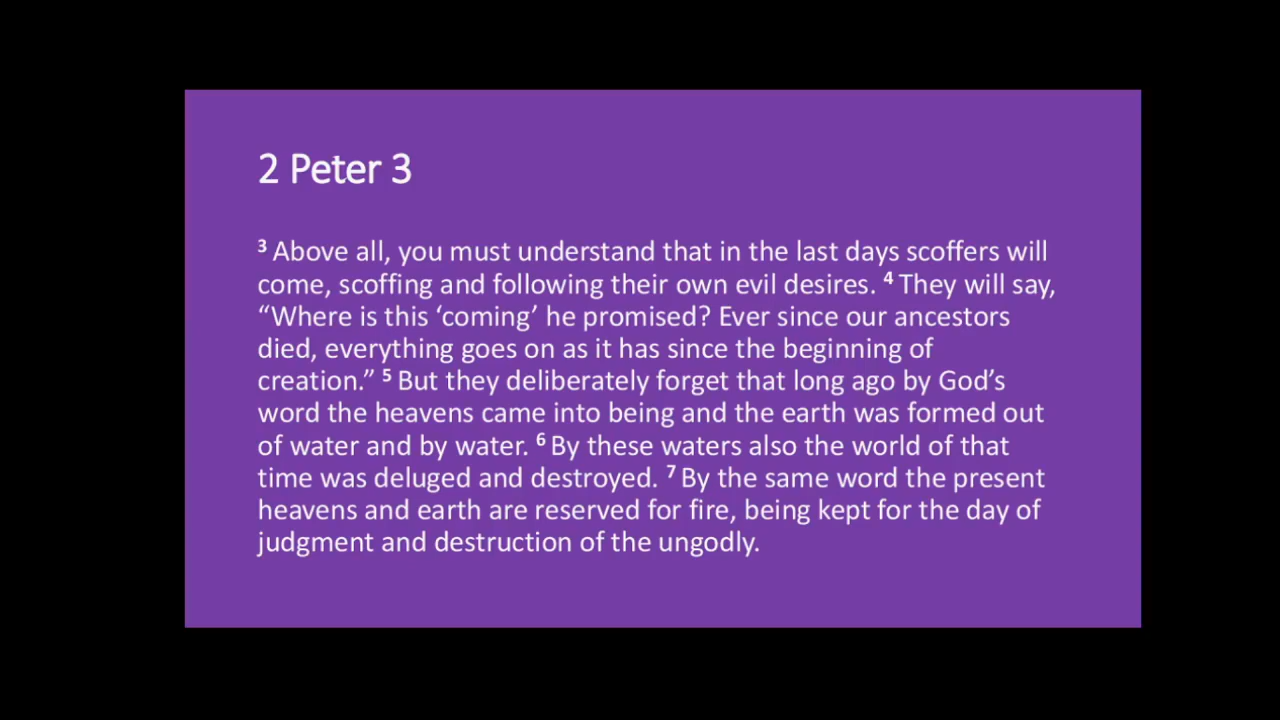 2 Peter 3
3 Above all, you must understand that in the last days scoffers will
come, scoffing and following their own evil desires. 4 They will say,
“Where is this ‘coming’ he promised? Ever since our ancestors
died, everything goes on as it has since the beginning of
creation.” 5 But they deliberately forget that long ago by God’s
word the heavens came into being and the earth was formed out
of water and by water. 6 By these waters also the world of that
time was deluged and destroyed. 7 By the same word the present
heavens and earth are reserved for fire, being kept for the day of
judgment and destruction of the ungodly.